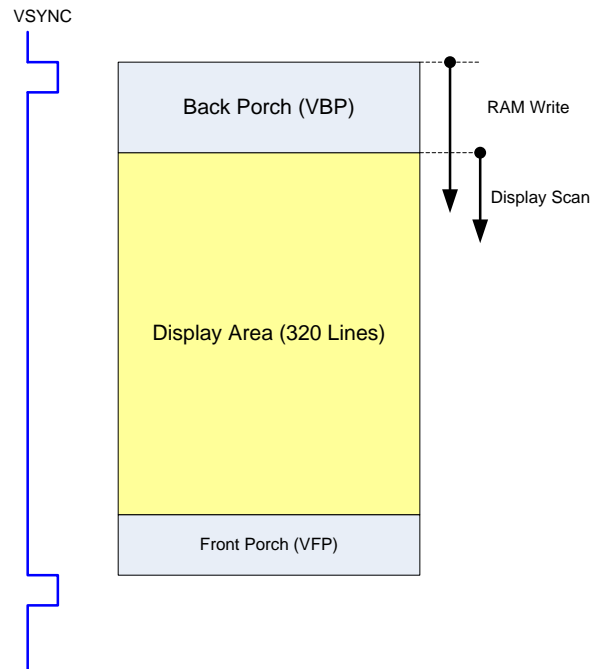 VSYNC
Back Porch (VBP)
RAM Write
Display Scan
Display Area (320 Lines)
Front Porch (VFP)